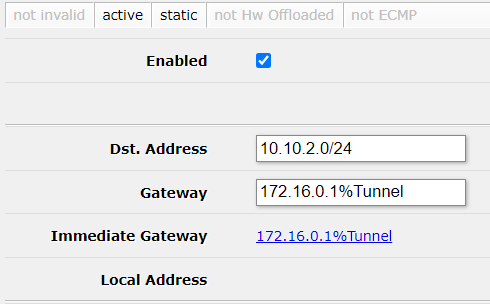 not invalid active static not Hw Offloaded not ECMP
Enabled
Dst. Address 10.10.2.0/24
Gateway 172.16.0.1%Tunnel
Immediate Gateway 172.16.0.1%Tunnel
Local Address